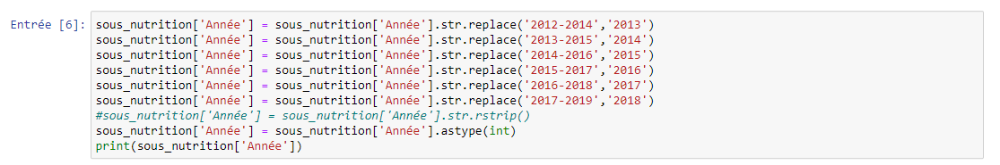 Entrée [6]: sous_nutrition['Année'] = sous_nutrition['Année'].str.replace('2012-2014','2013')
sous_nutrition['Année'] = sous_nutrition['Année'].str.replace('2013-2015','2014')
sous_nutrition['Année'] = sous_nutrition['Année'].str.replace('2014-2016','2015')
sous_nutrition['Année'] = sous_nutrition['Année'].str.replace('2015-2017','2016')
sous_nutrition['Année'] = sous_nutrition['Année'].str.replace('2016-2018','2017')
sous_nutrition['Année'] = sous_nutrition['Année'].str.replace('2017-2019','2018')
#sous_nutrition['Année'] = sous_nutrition['Année'].str.rstrip()
sous_nutrition['Année'] = sous_nutrition['Année'].astype(int)
print(sous_nutrition['Année'])